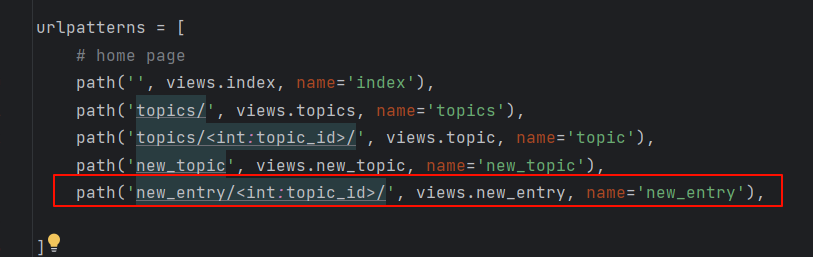 urlpatterns = [
# home page
path('', views.index, name='index'),
path('topics/', views.topics, name='topics'),
path('topics/<int:topic_id>/', views.topic, name='topic'),
path('new_topic', views.new_topic, name='new_topic'),
path('new_entry/<int:topic_id>/', views.new_entry, name='new_entry'),
]